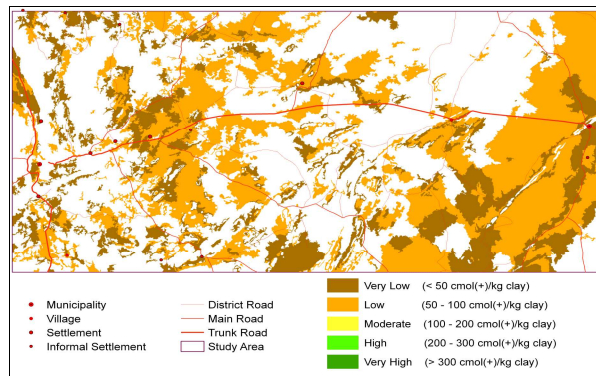 Municipality
Village
Settlement
Informal Settlement
District Road
Main Road
Trunk Road
Study Area
Very Low (< 50 cmol(+)/kg clay)
Low (50 - 100 cmol(+)/kg clay)
Moderate (100 - 200 cmol(+)/kg clay)
High (200 - 300 cmol(+)/kg clay)
Very High (> 300 cmol(+)/kg clay)